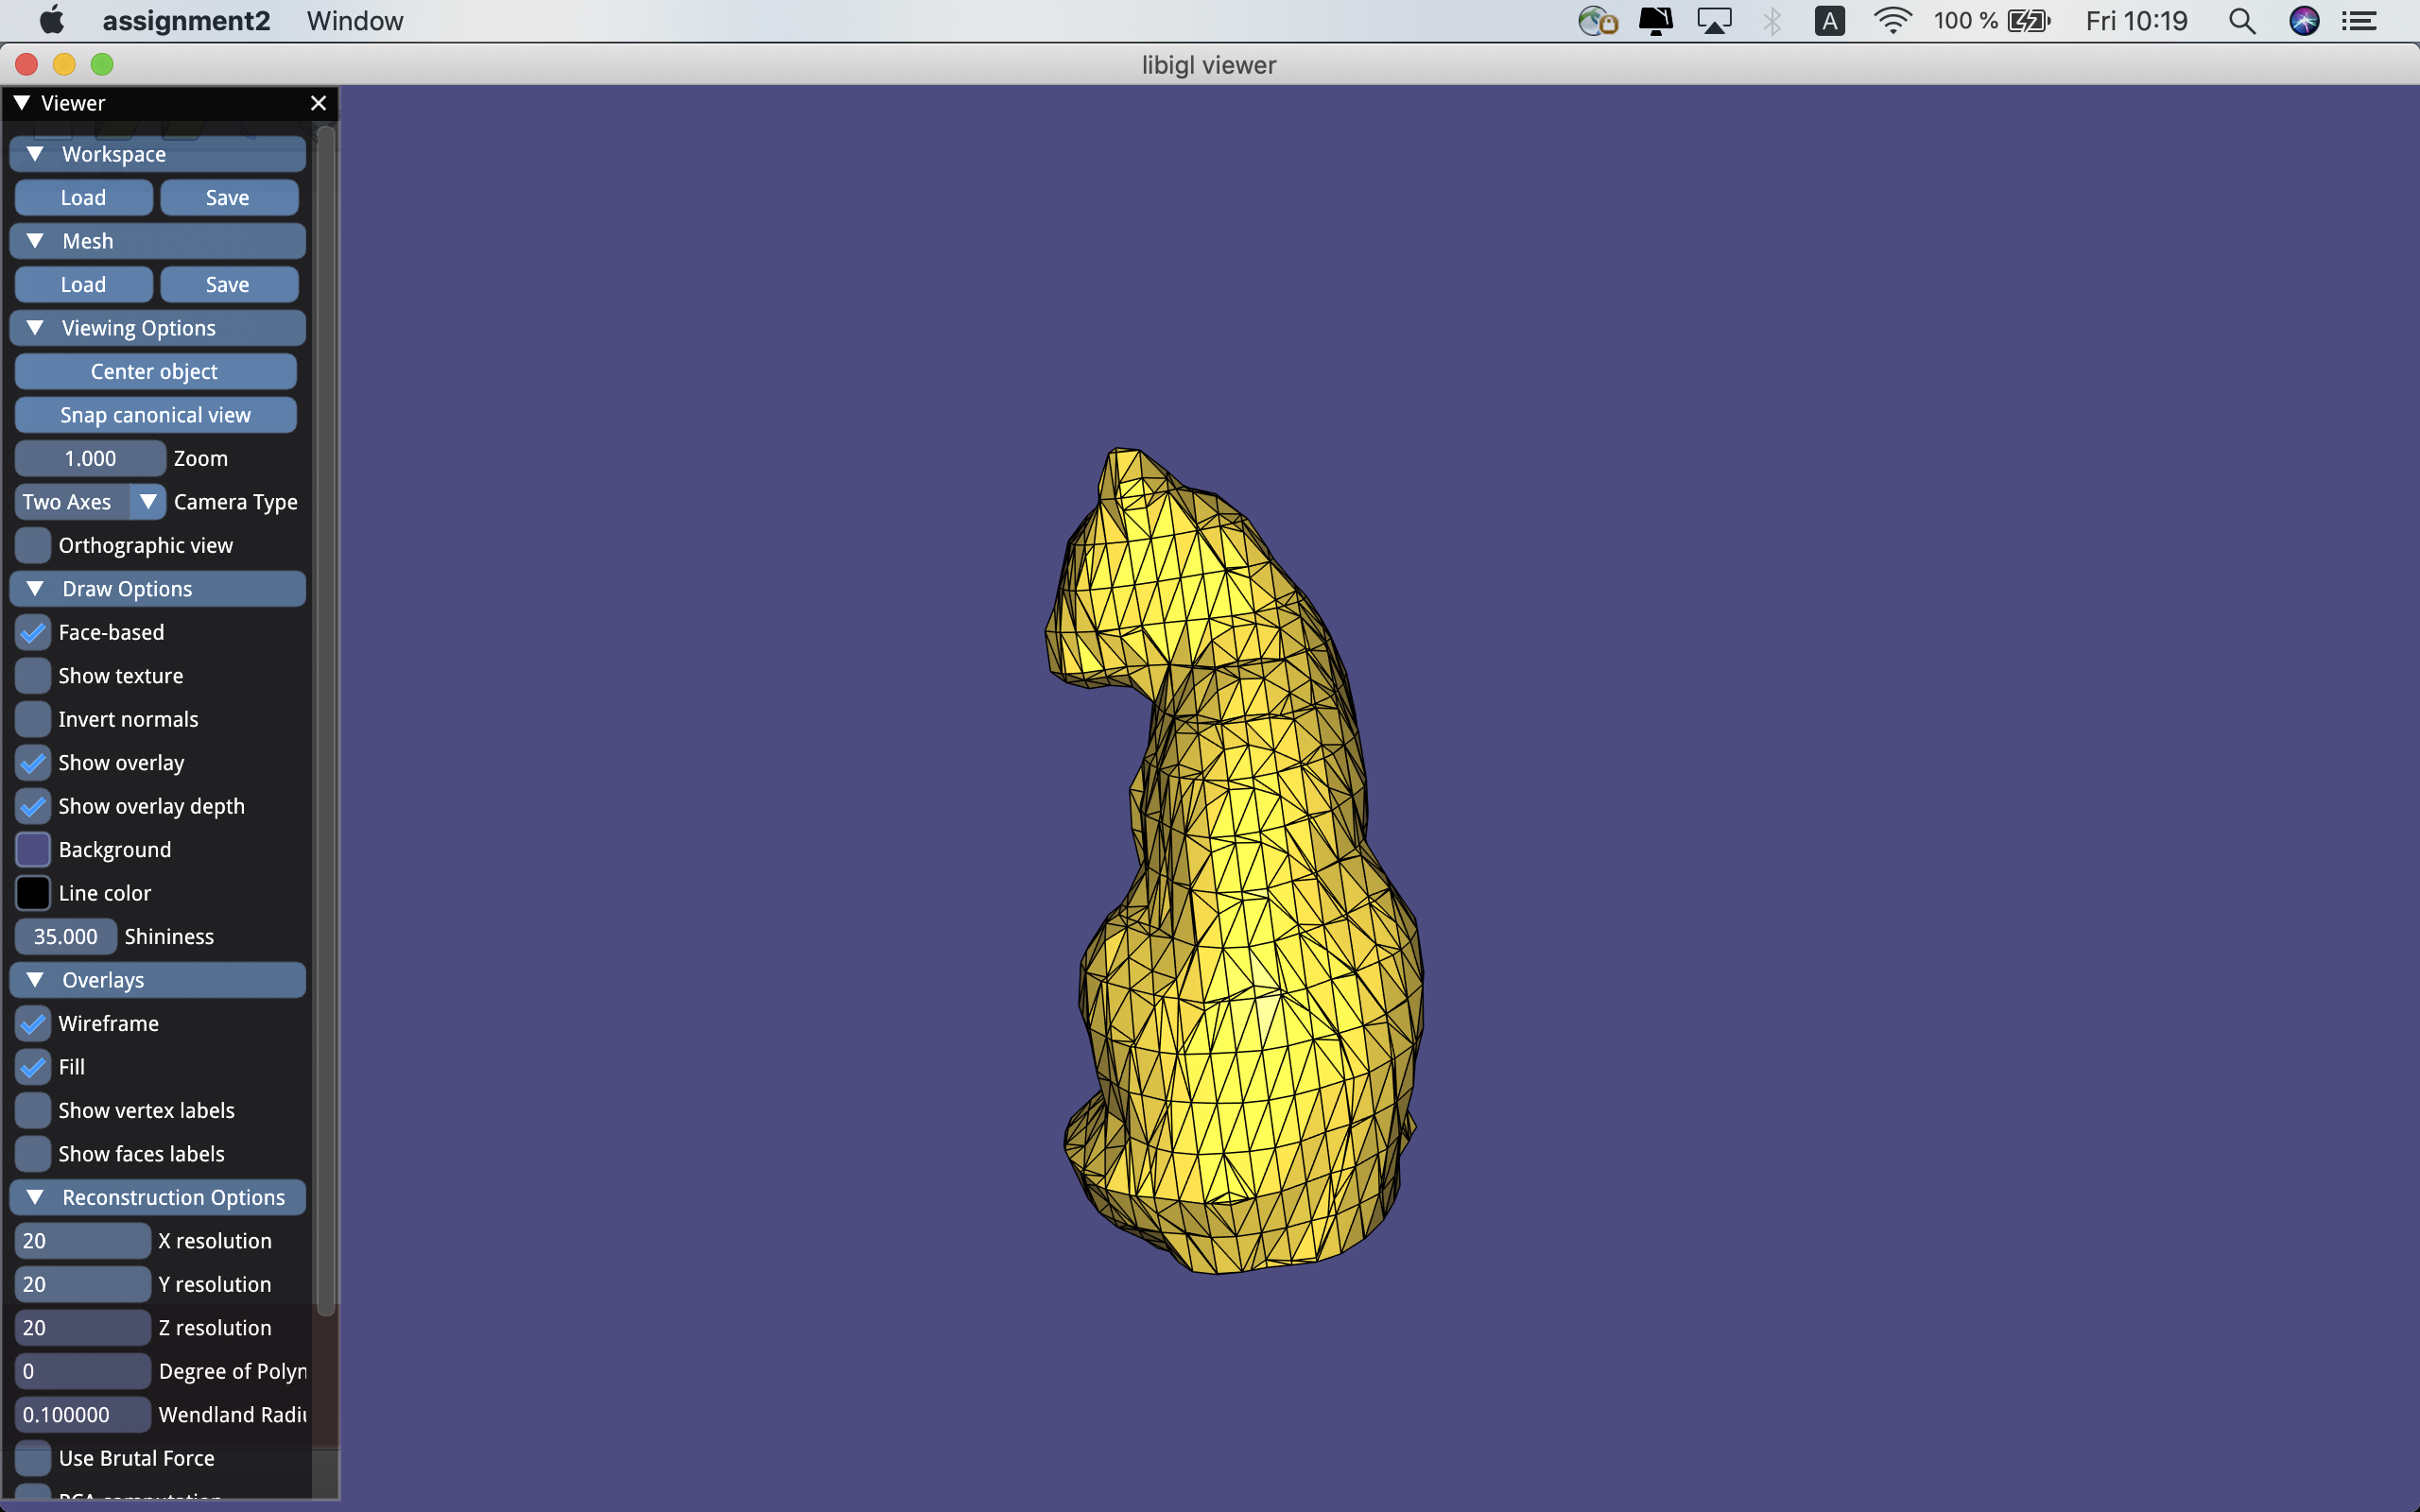 assignment2 Window A 100 % Fri 10:19
libigl viewer
Viewer
Workspace
Load Save
Mesh
Load Save
Viewing Options
Center object
Snap canonical view
1.000 Zoom
Two Axes Camera Type
Orthographic view
Draw Options
Face-based
Show texture
Invert normals
Show overlay
Show overlay depth
Background
Line color
35.000 Shininess
Overlays
Wireframe
Fill
Show vertex labels
Show faces labels
Reconstruction Options
20 X resolution
20 Y resolution
20 Z resolution
0 Degree of Polyn
0.100000 Wendland Radiu
Use Brutal Force